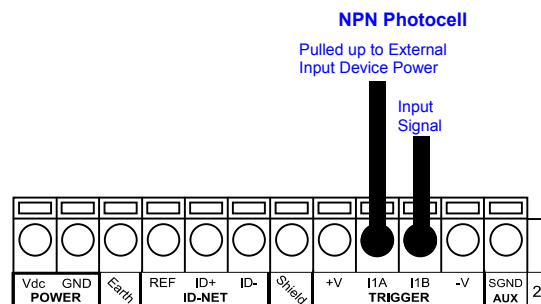 NPN Photocell
Pulled up to External
Input Device Power
Input
Signal
Vdc GND Earth REF ID+ ID- Shield +V I1A I1B -V SGND
POWER ID-NET TRIGGER AUX 2